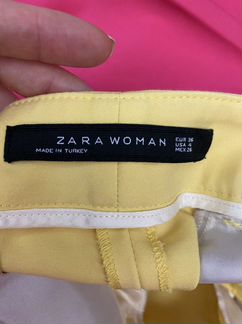 ZARA WOMAN
MADE IN TURKEY
EUR 36
USA 4
MEX 26